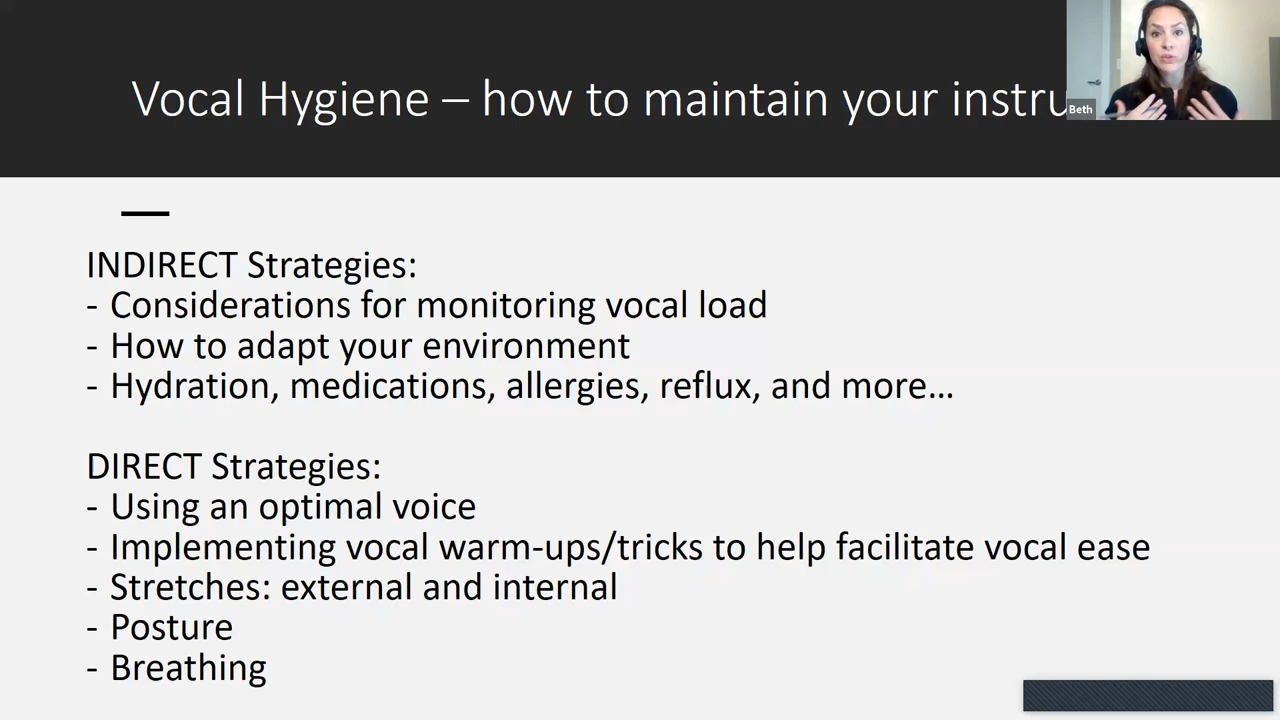 Vocal Hygiene – how to maintain your instru
Beth
INDIRECT Strategies:
- Considerations for monitoring vocal load
- How to adapt your environment
- Hydration, medications, allergies, reflux, and more…
DIRECT Strategies:
- Using an optimal voice
- Implementing vocal warm-ups/tricks to help facilitate vocal ease
- Stretches: external and internal
- Posture
- Breathing